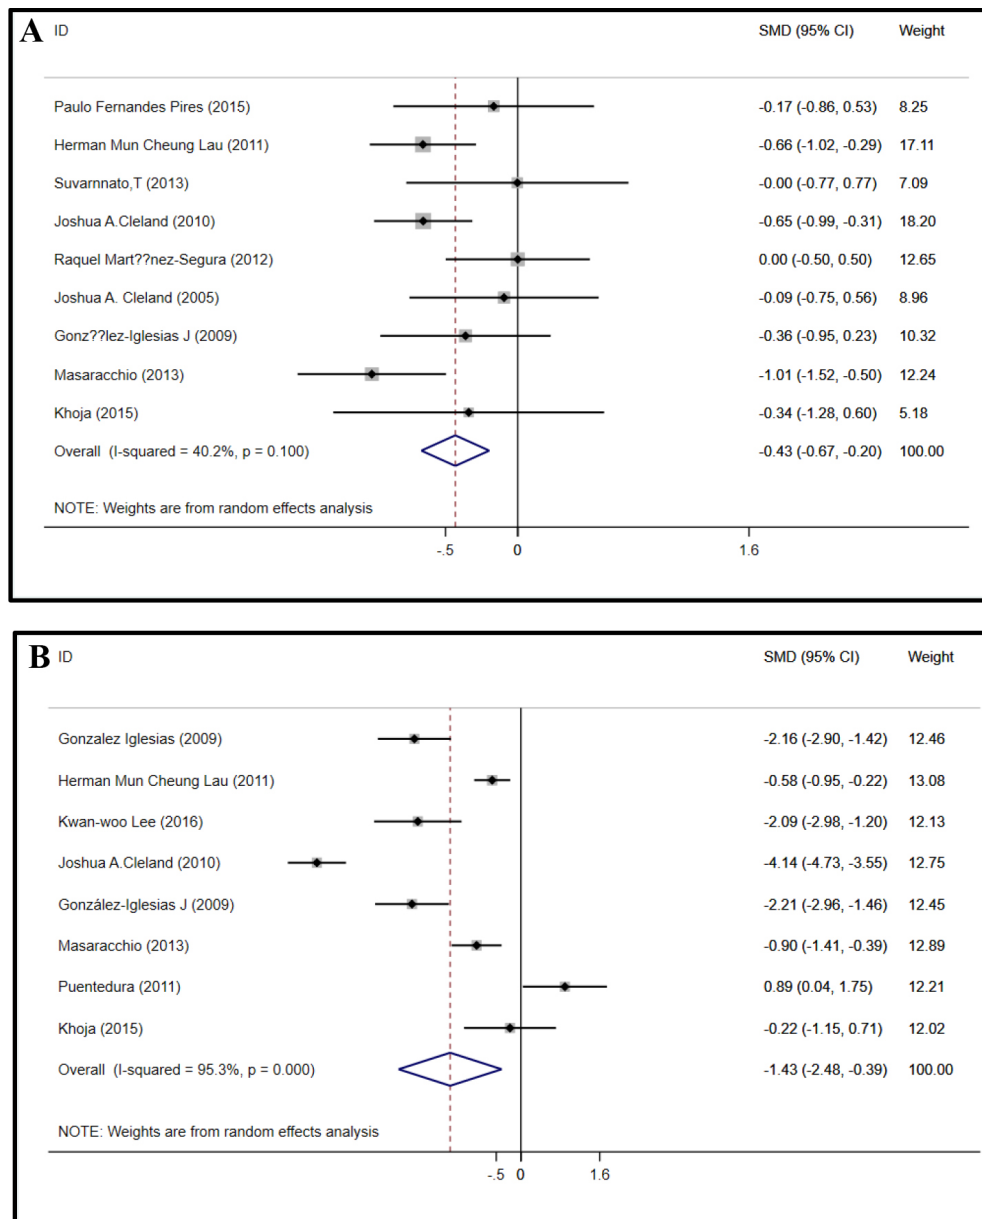 A ID SMD (95% CI) Weight
Paulo Fernandes Pires (2015) -0.17 (-0.86, 0.53) 8.25
Herman Mun Cheung Lau (2011) -0.66 (-1.02, -0.29) 17.11
Suvarnnato,T (2013) -0.00 (-0.77, 0.77) 7.09
Joshua A.Cleland (2010) -0.65 (-0.99, -0.31) 18.20
Raquel Mart??nez-Segura (2012) 0.00 (-0.50, 0.50) 12.65
Joshua A. Cleland (2005) -0.09 (-0.75, 0.56) 8.96
Gonz??lez-Iglesias J (2009) -0.36 (-0.95, 0.23) 10.32
Masaracchio (2013) -1.01 (-1.52, -0.50) 12.24
Khoja (2015) -0.34 (-1.28, 0.60) 5.18
Overall (I-squared = 40.2%, p = 0.100) -0.43 (-0.67, -0.20) 100.00
NOTE: Weights are from random effects analysis
-.5 0 1.6
B ID SMD (95% CI) Weight
Gonzalez Iglesias (2009) -2.16 (-2.90, -1.42) 12.46
Herman Mun Cheung Lau (2011) -0.58 (-0.95, -0.22) 13.08
Kwan-woo Lee (2016) -2.09 (-2.98, -1.20) 12.13
Joshua A.Cleland (2010) -4.14 (-4.73, -3.55) 12.75
González-Iglesias J (2009) -2.21 (-2.96, -1.46) 12.45
Masaracchio (2013) -0.90 (-1.41, -0.39) 12.89
Puentedura (2011) 0.89 (0.04, 1.75) 12.21
Khoja (2015) -0.22 (-1.15, 0.71) 12.02
Overall (I-squared = 95.3%, p = 0.000) -1.43 (-2.48, -0.39) 100.00
NOTE: Weights are from random effects analysis
-.5 0 1.6